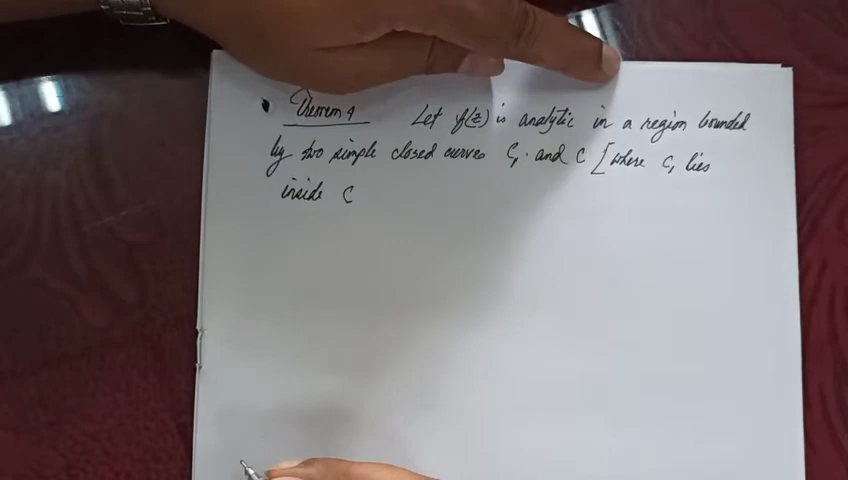 Theorem 4 Let f(z) is analytic in a region bounded
by two simple closed curves C₁ and C [where C₁ lies
inside C